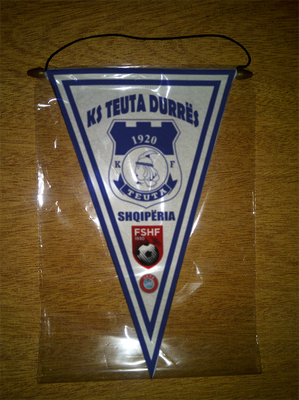 KS TEUTA DURRËS
1920
K F
TEUTA
SHQIPËRIA
FSHF